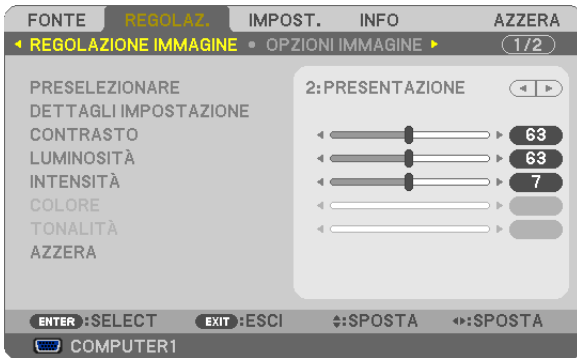 FONTE REGOLAZ. IMPOST. INFO AZZERA
REGOLAZIONE IMMAGINE • OPZIONI IMMAGINE 1/2
PRESELEZIONARE 2:PRESENTAZIONE
DETTAGLI IMPOSTAZIONE
CONTRASTO 63
LUMINOSITÀ 63
INTENSITÀ 7
COLORE
TONALITÀ
AZZERA
ENTER :SELECT EXIT :ESCI :SPOSTA :SPOSTA
COMPUTER1